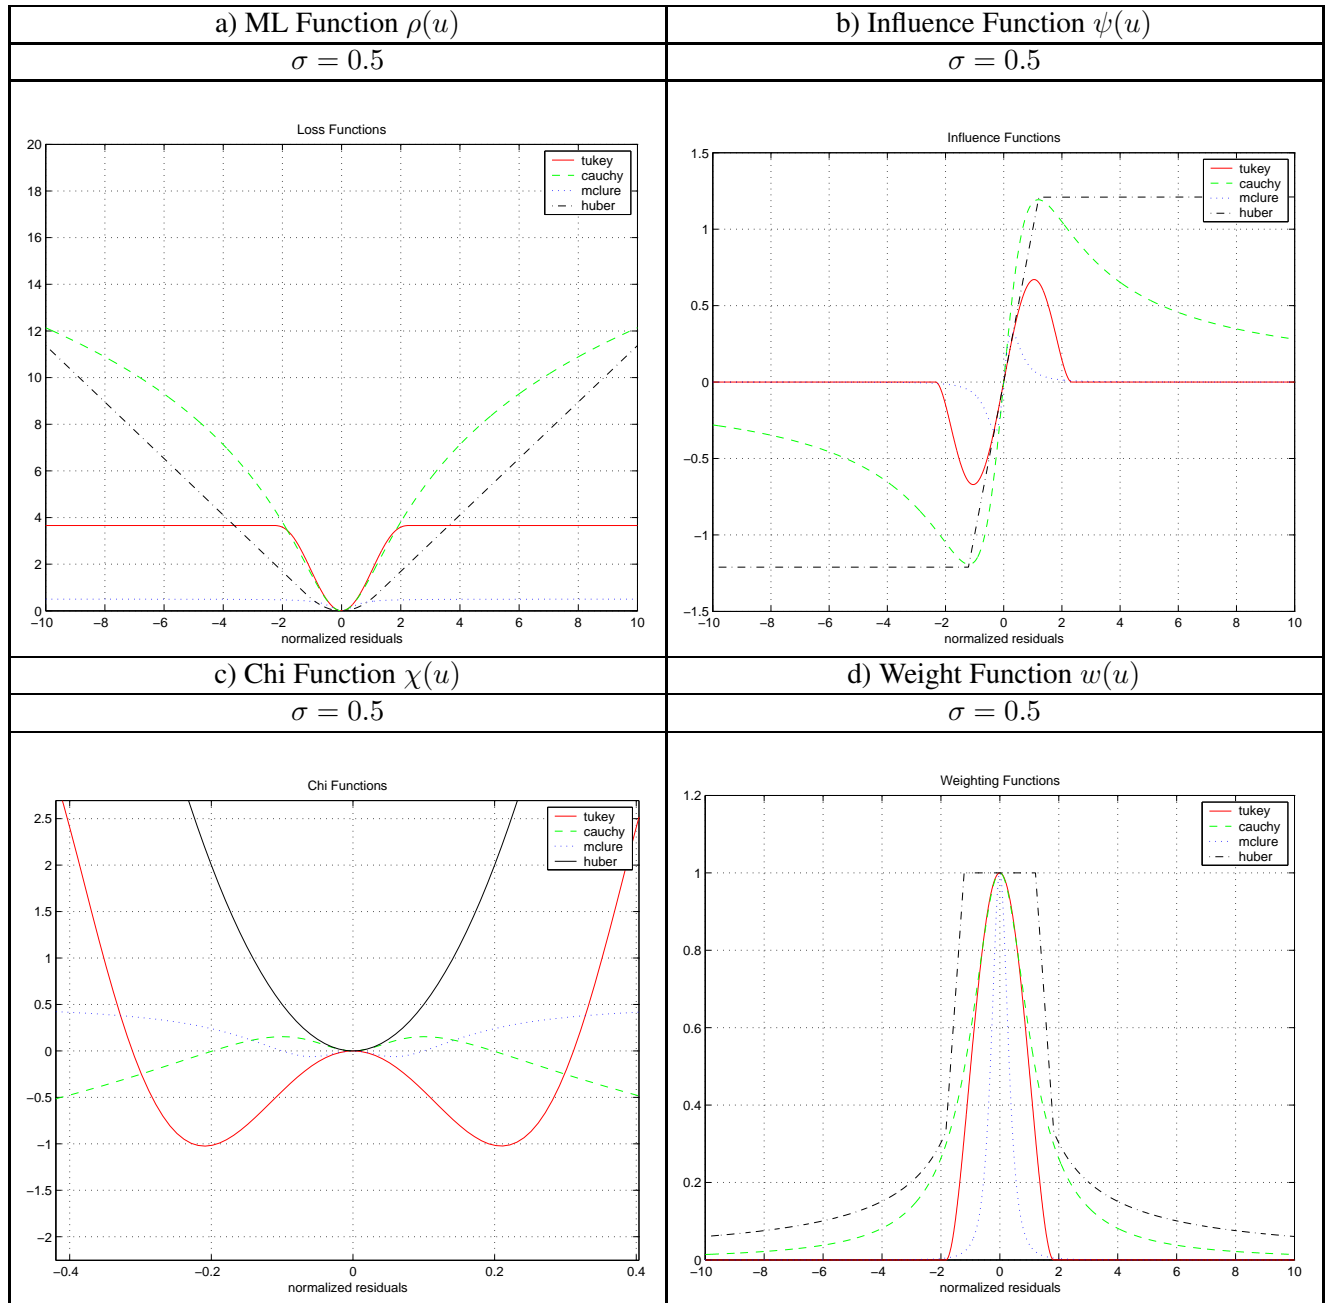 a) ML Function ρ(u)
b) Influence Function ψ(u)
σ = 0.5
σ = 0.5
Loss Functions
20
18
16
14
12
10
8
6
4
2
0
−10 −8 −6 −4 −2 0 2 4 6 8 10
normalized residuals
tukey
cauchy
mclure
huber
Influence Functions
1.5
1
0.5
0
−0.5
−1
−1.5
−10 −8 −6 −4 −2 0 2 4 6 8 10
normalized residuals
tukey
cauchy
mclure
huber
c) Chi Function χ(u)
d) Weight Function w(u)
σ = 0.5
σ = 0.5
Chi Functions
2.5
2
1.5
1
0.5
0
−0.5
−1
−1.5
−2
−0.4 −0.2 0 0.2 0.4
normalized residuals
tukey
cauchy
mclure
huber
Weighting Functions
1.2
1
0.8
0.6
0.4
0.2
0
−10 −8 −6 −4 −2 0 2 4 6 8 10
normalized residuals
tukey
cauchy
mclure
huber